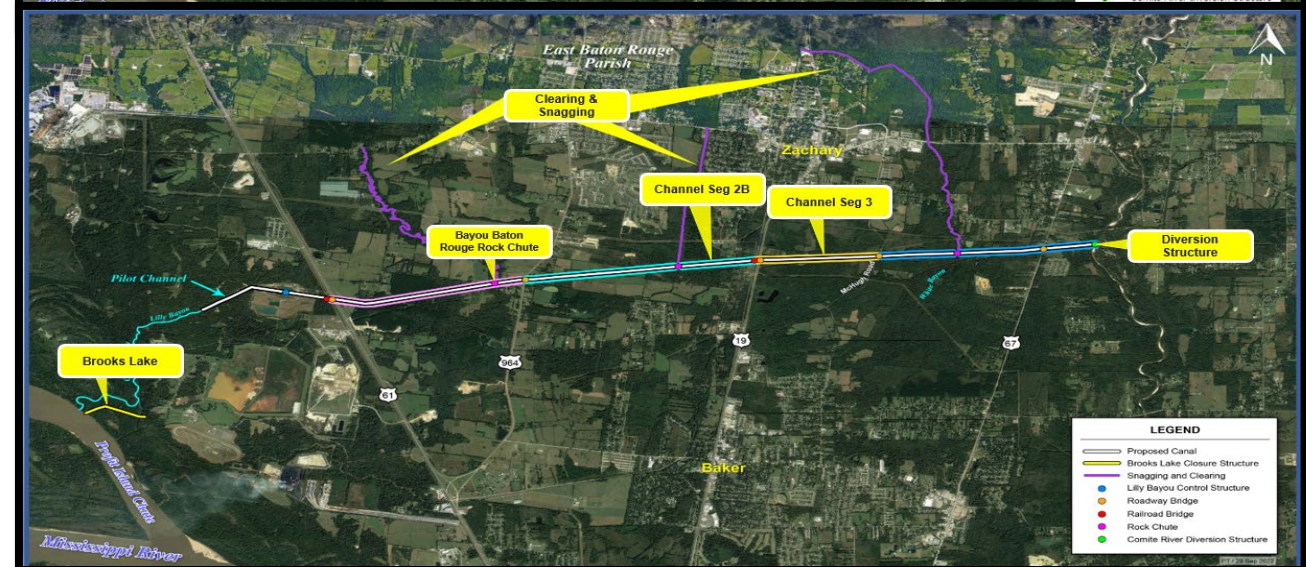 East Baton Rouge
Parish
N
Clearing &
Snagging
Zachary
Channel Seg 2B
Channel Seg 3
Bayou Baton
Rouge Rock Chute
Diversion
Structure
Pilot Channel
McHugh Road
Lilly Bayou
Brooks Lake
19
67
964
61
Baker
Profit Island Chute
Mississippi River
LEGEND
Proposed Canal
Brooks Lake Closure Structure
Snagging and Clearing
Lilly Bayou Control Structure
Roadway Bridge
Railroad Bridge
Rock Chute
Comite River Diversion Structure